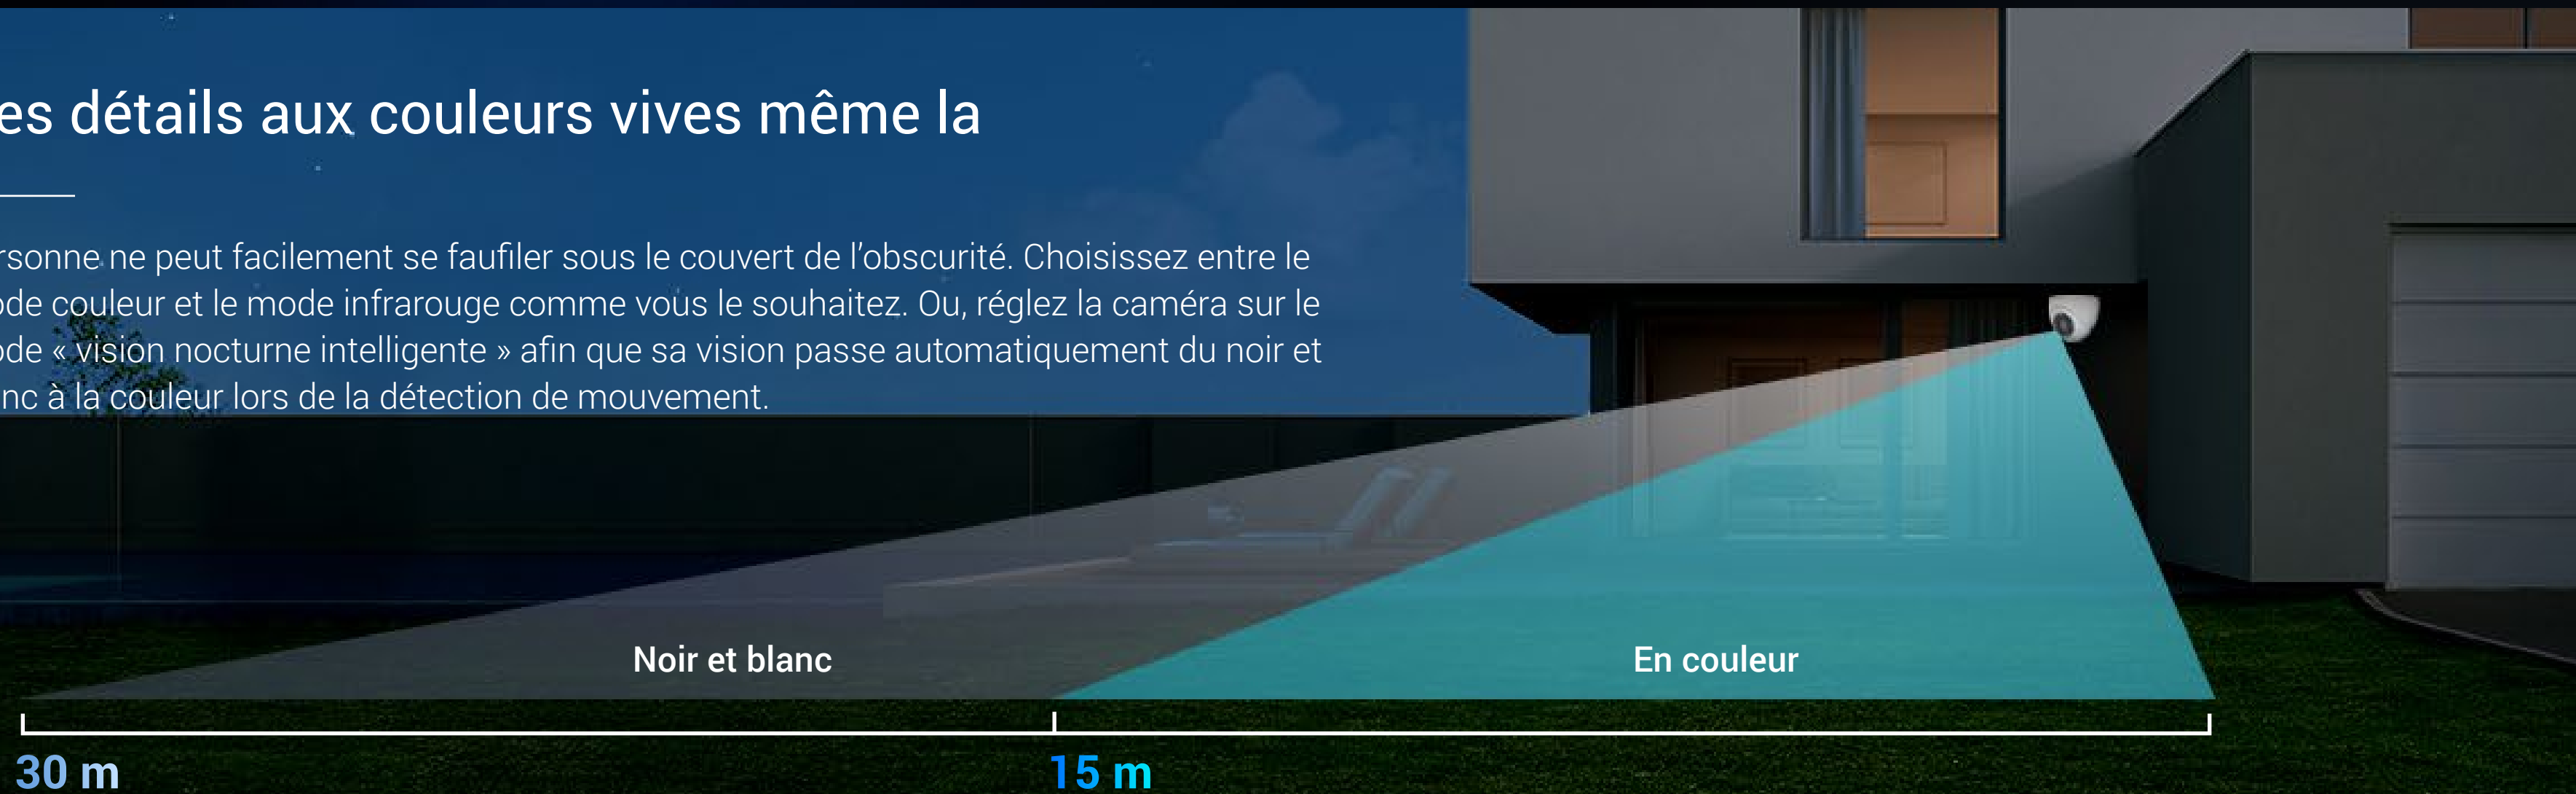 es détails aux couleurs vives même la
rsonne ne peut facilement se faufiler sous le couvert de l’obscurité. Choisissez entre le
ode couleur et le mode infrarouge comme vous le souhaitez. Ou, réglez la caméra sur le
ode « vision nocturne intelligente » afin que sa vision passe automatiquement du noir et
nc à la couleur lors de la détection de mouvement.
Noir et blanc
En couleur
30 m
15 m